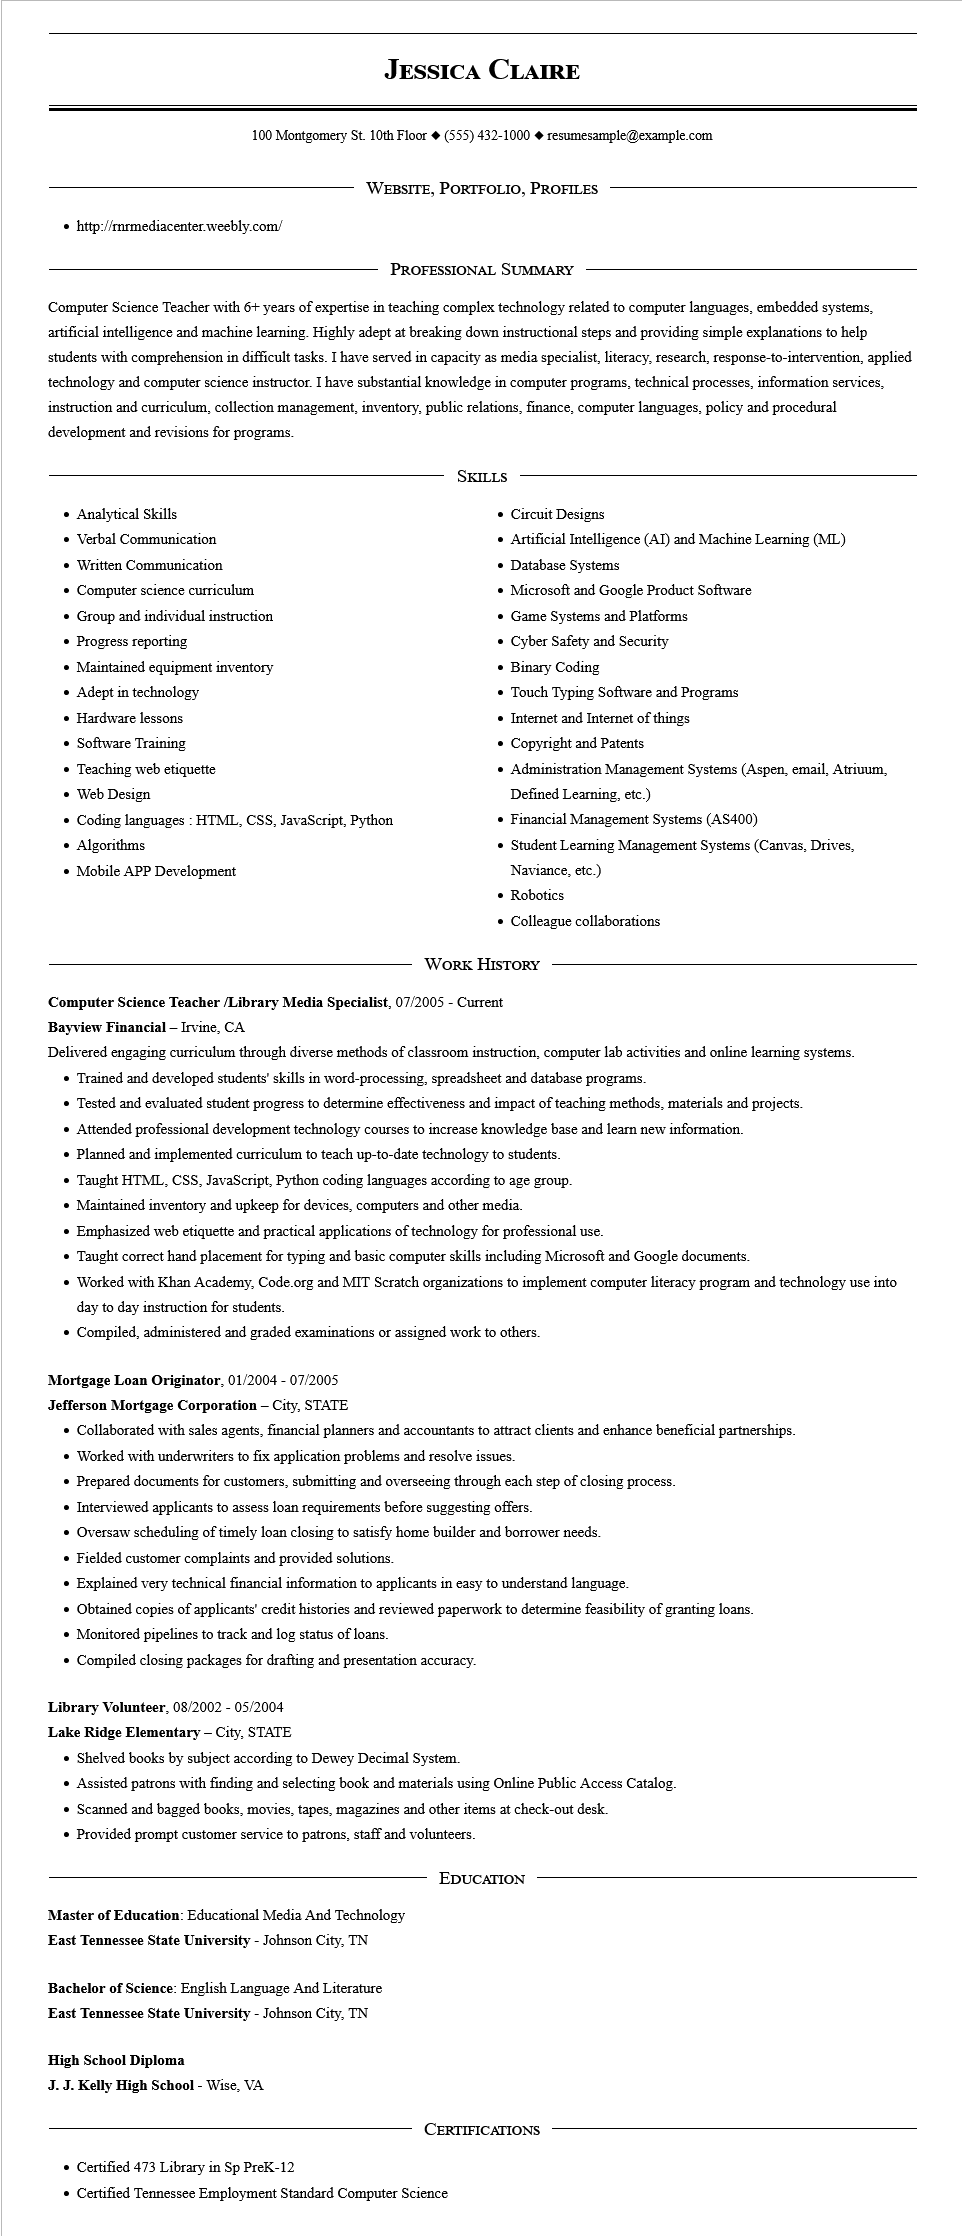 Jessica Claire
100 Montgomery St. 10th Floor ◆ (555) 432-1000 ◆ resumesample@example.com
Website, Portfolio, Profiles
• http://rnrmediacenter.weebly.com/
Professional Summary
Computer Science Teacher with 6+ years of expertise in teaching complex technology related to computer languages, embedded systems,
artificial intelligence and machine learning. Highly adept at breaking down instructional steps and providing simple explanations to help
students with comprehension in difficult tasks. I have served in capacity as media specialist, literacy, research, response-to-intervention, applied
technology and computer science instructor. I have substantial knowledge in computer programs, technical processes, information services,
instruction and curriculum, collection management, inventory, public relations, finance, computer languages, policy and procedural
development and revisions for programs.
Skills
• Analytical Skills
• Verbal Communication
• Written Communication
• Computer science curriculum
• Group and individual instruction
• Progress reporting
• Maintained equipment inventory
• Adept in technology
• Hardware lessons
• Software Training
• Teaching web etiquette
• Web Design
• Coding languages : HTML, CSS, JavaScript, Python
• Algorithms
• Mobile APP Development
• Circuit Designs
• Artificial Intelligence (AI) and Machine Learning (ML)
• Database Systems
• Microsoft and Google Product Software
• Game Systems and Platforms
• Cyber Safety and Security
• Binary Coding
• Touch Typing Software and Programs
• Internet and Internet of things
• Copyright and Patents
• Administration Management Systems (Aspen, email, Atriuum,
Defined Learning, etc.)
• Financial Management Systems (AS400)
• Student Learning Management Systems (Canvas, Drives,
Naviance, etc.)
• Robotics
• Colleague collaborations
Work History
Computer Science Teacher /Library Media Specialist, 07/2005 - Current
Bayview Financial – Irvine, CA
Delivered engaging curriculum through diverse methods of classroom instruction, computer lab activities and online learning systems.
• Trained and developed students' skills in word-processing, spreadsheet and database programs.
• Tested and evaluated student progress to determine effectiveness and impact of teaching methods, materials and projects.
• Attended professional development technology courses to increase knowledge base and learn new information.
• Planned and implemented curriculum to teach up-to-date technology to students.
• Taught HTML, CSS, JavaScript, Python coding languages according to age group.
• Maintained inventory and upkeep for devices, computers and other media.
• Emphasized web etiquette and practical applications of technology for professional use.
• Taught correct hand placement for typing and basic computer skills including Microsoft and Google documents.
• Worked with Khan Academy, Code.org and MIT Scratch organizations to implement computer literacy program and technology use into
day to day instruction for students.
• Compiled, administered and graded examinations or assigned work to others.
Mortgage Loan Originator, 01/2004 - 07/2005
Jefferson Mortgage Corporation – City, STATE
• Collaborated with sales agents, financial planners and accountants to attract clients and enhance beneficial partnerships.
• Worked with underwriters to fix application problems and resolve issues.
• Prepared documents for customers, submitting and overseeing through each step of closing process.
• Interviewed applicants to assess loan requirements before suggesting offers.
• Oversaw scheduling of timely loan closing to satisfy home builder and borrower needs.
• Fielded customer complaints and provided solutions.
• Explained very technical financial information to applicants in easy to understand language.
• Obtained copies of applicants' credit histories and reviewed paperwork to determine feasibility of granting loans.
• Monitored pipelines to track and log status of loans.
• Compiled closing packages for drafting and presentation accuracy.
Library Volunteer, 08/2002 - 05/2004
Lake Ridge Elementary – City, STATE
• Shelved books by subject according to Dewey Decimal System.
• Assisted patrons with finding and selecting book and materials using Online Public Access Catalog.
• Scanned and bagged books, movies, tapes, magazines and other items at check-out desk.
• Provided prompt customer service to patrons, staff and volunteers.
Education
Master of Education: Educational Media And Technology
East Tennessee State University - Johnson City, TN
Bachelor of Science: English Language And Literature
East Tennessee State University - Johnson City, TN
High School Diploma
J. J. Kelly High School - Wise, VA
Certifications
• Certified 473 Library in Sp PreK-12
• Certified Tennessee Employment Standard Computer Science